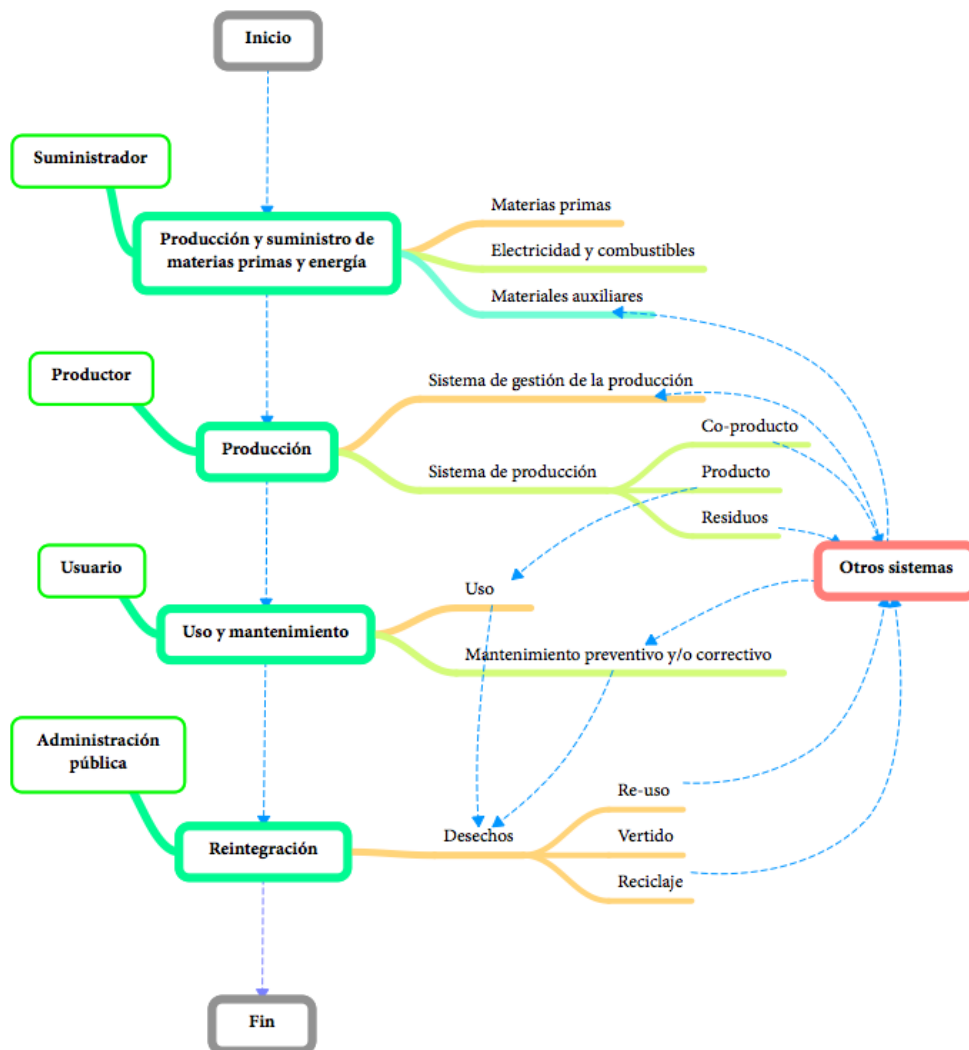 Inicio
Suministrador
Producción y suministro de
materias primas y energía
Materias primas
Electricidad y combustibles
Materiales auxiliares
Productor
Producción
Sistema de gestión de la producción
Sistema de producción
Co-producto
Producto
Residuos
Otros sistemas
Usuario
Uso y mantenimiento
Uso
Mantenimiento preventivo y/o correctivo
Administración
pública
Reintegración
Desechos
Re-uso
Vertido
Reciclaje
Fin